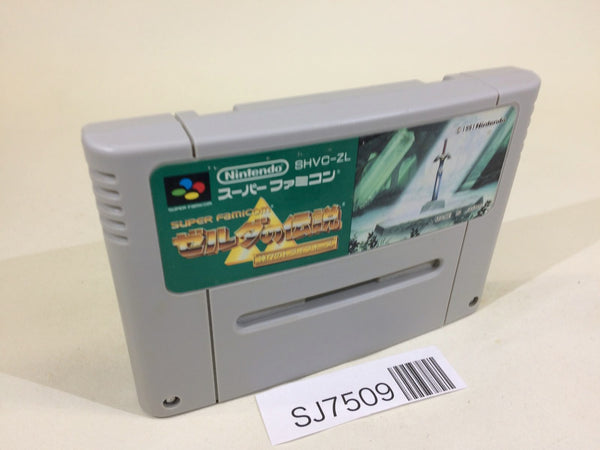 Nintendo
SHVC-ZL
スーパーファミコン
SUPER FAMICOM
SUPER FAMICOM
ゼルダの伝説
©1991 Nintendo
SJ7509